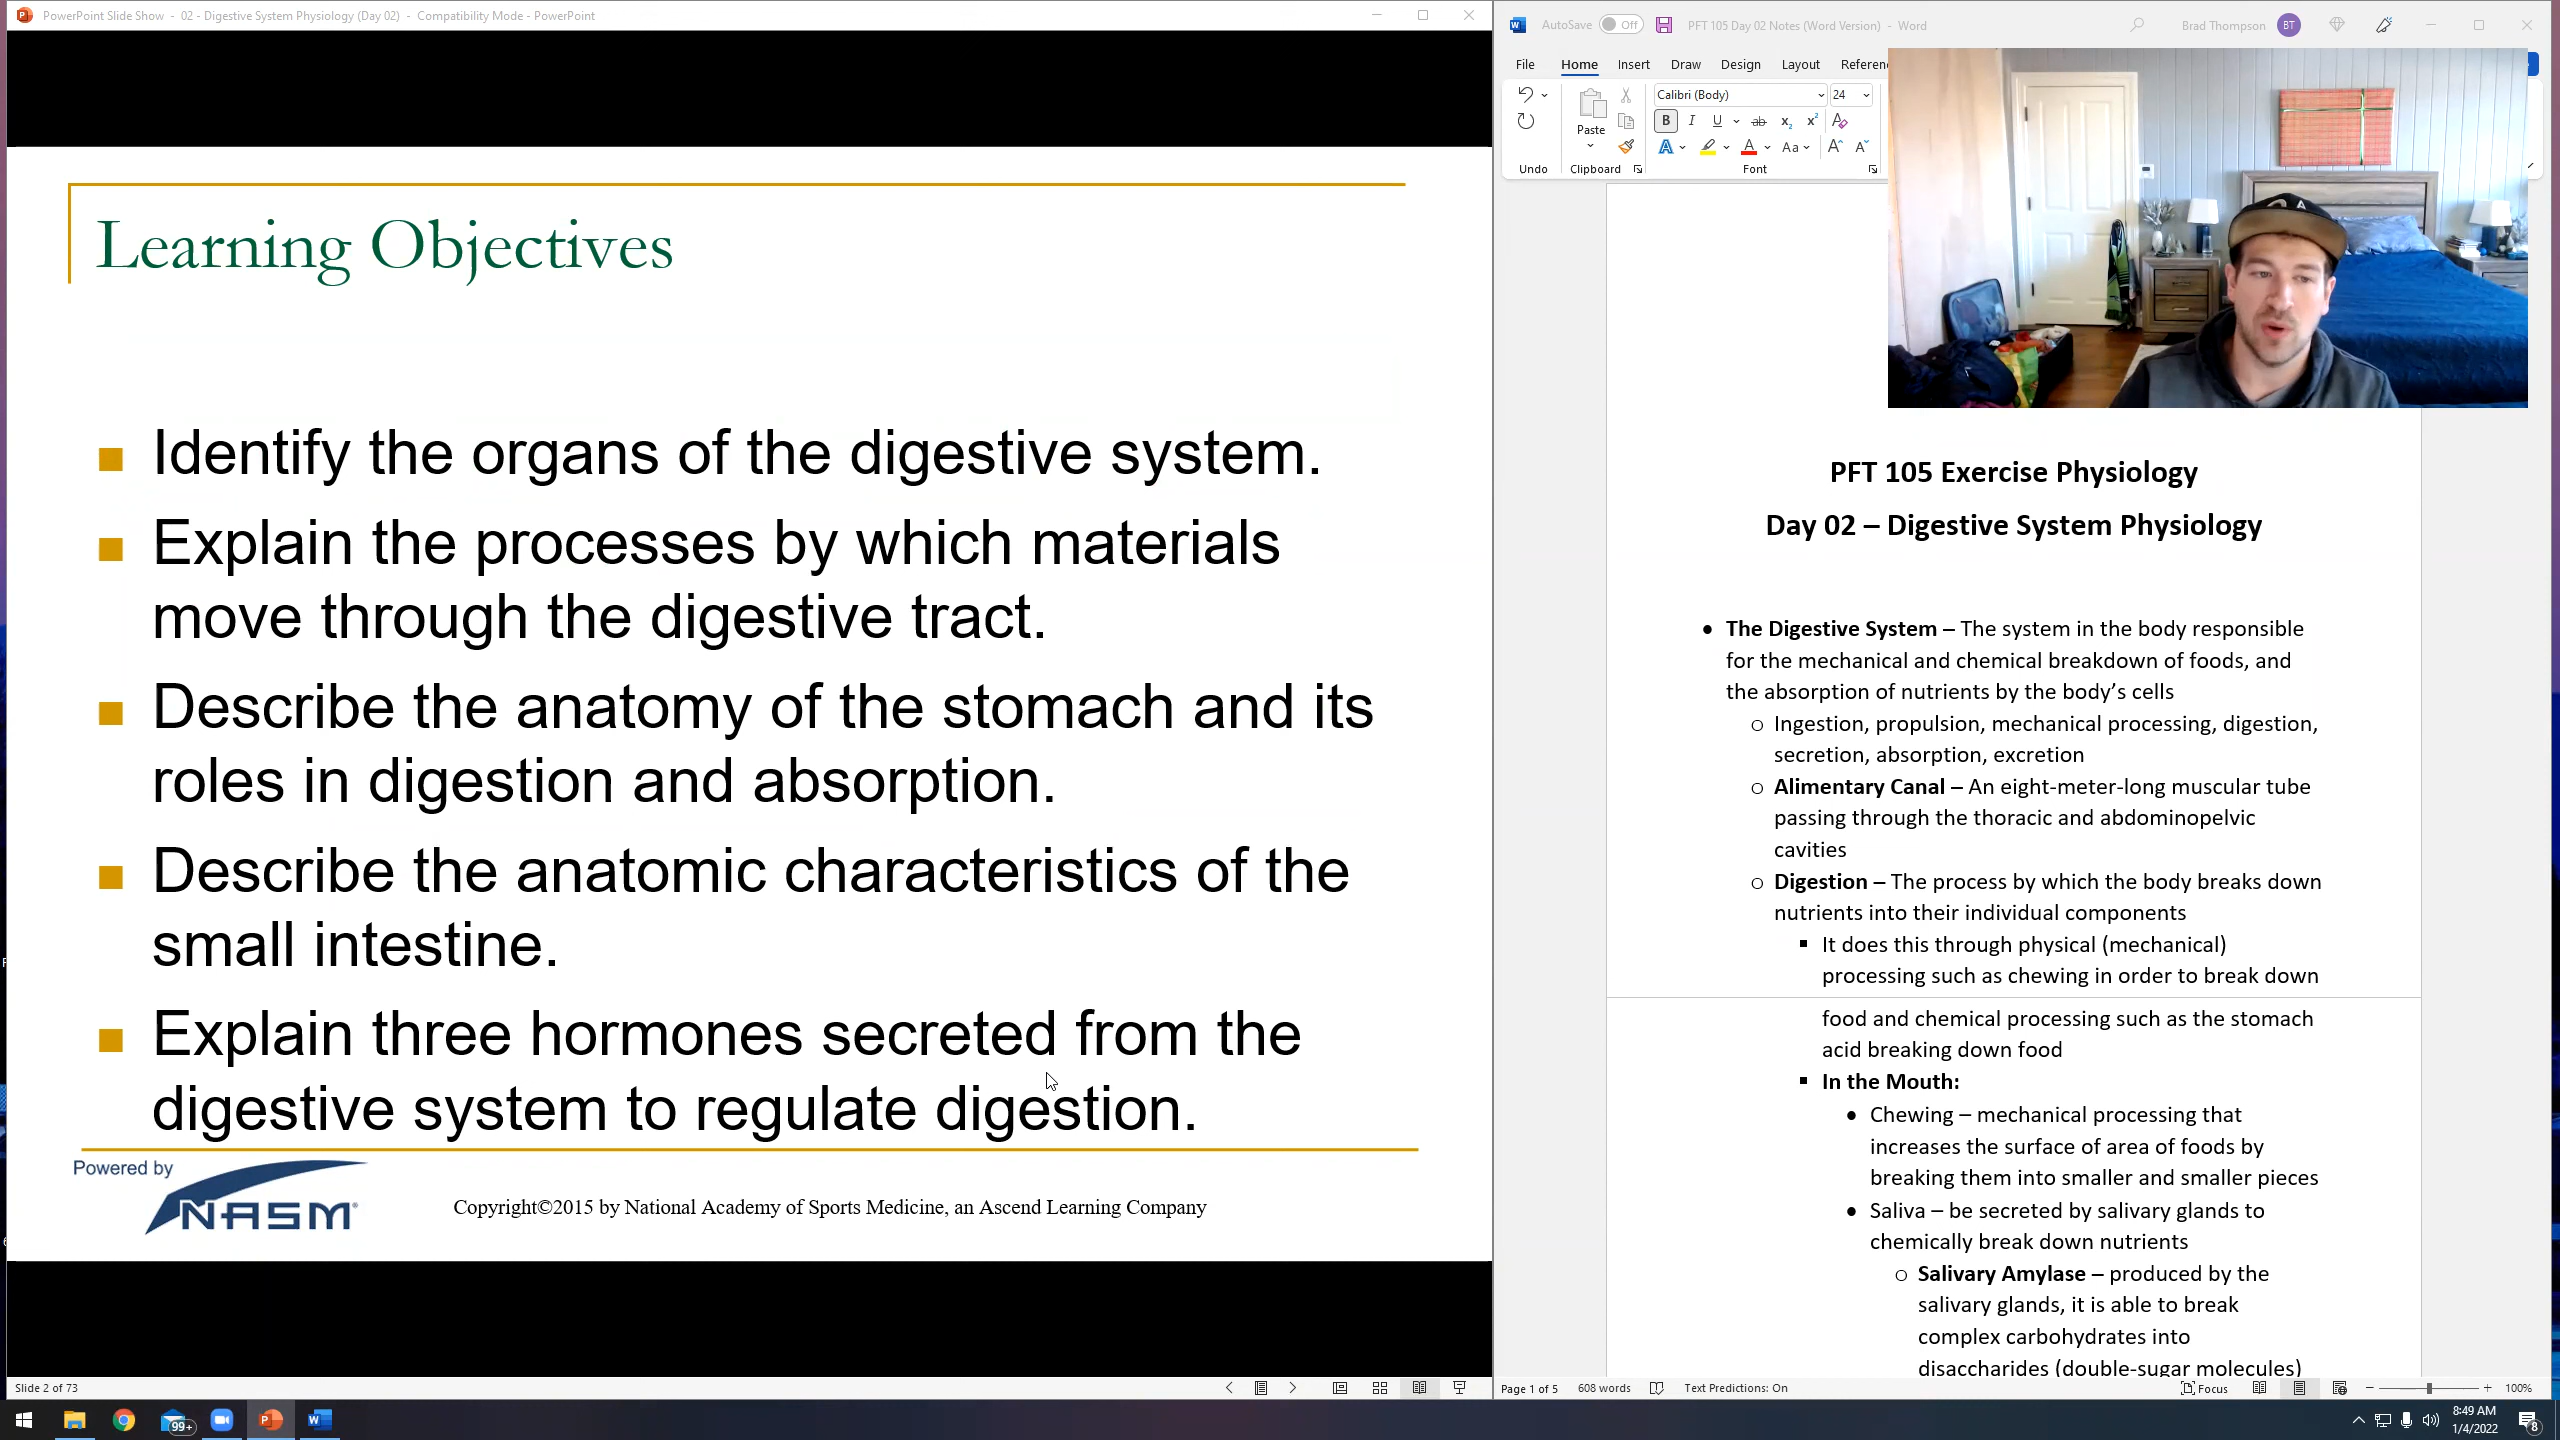 PowerPoint Slide Show - 02 - Digestive System Physiology (Day 02) - Compatibility Mode - PowerPoint
Learning Objectives
Identify the organs of the digestive system.
Explain the processes by which materials
move through the digestive tract.
Describe the anatomy of the stomach and its
roles in digestion and absorption.
Describe the anatomic characteristics of the
small intestine.
Explain three hormones secreted from the
digestive system to regulate digestion.
Powered by
NASM
Copyright©2015 by National Academy of Sports Medicine, an Ascend Learning Company
Slide 2 of 73
AutoSave Off PFT 105 Day 02 Notes (Word Version) - Word Brad Thompson BT
File Home Insert Draw Design Layout Referenc
Calibri (Body) 24
Paste
Undo Clipboard Font
PFT 105 Exercise Physiology
Day 02 – Digestive System Physiology
• The Digestive System – The system in the body responsible
for the mechanical and chemical breakdown of foods, and
the absorption of nutrients by the body's cells
o Ingestion, propulsion, mechanical processing, digestion,
secretion, absorption, excretion
o Alimentary Canal – An eight-meter-long muscular tube
passing through the thoracic and abdominopelvic
cavities
o Digestion – The process by which the body breaks down
nutrients into their individual components
▪ It does this through physical (mechanical)
processing such as chewing in order to break down
food and chemical processing such as the stomach
acid breaking down food
▪ In the Mouth:
• Chewing – mechanical processing that
increases the surface of area of foods by
breaking them into smaller and smaller pieces
• Saliva – be secreted by salivary glands to
chemically break down nutrients
o Salivary Amylase – produced by the
salivary glands, it is able to break
complex carbohydrates into
disaccharides (double-sugar molecules)
Page 1 of 5 608 words Text Predictions: On Focus 100%
99+
8:49 AM
1/4/2022
8